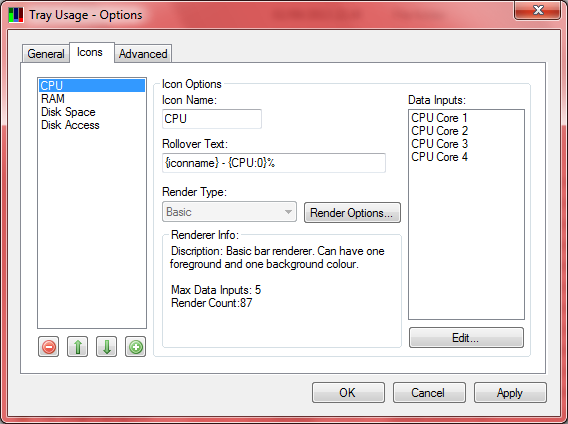 Tray Usage - Options
General Icons Advanced
CPU
RAM
Disk Space
Disk Access
Icon Options
Icon Name:
CPU
Rollover Text:
{iconname} - {CPU:0}%
Render Type:
Basic
Render Options...
Renderer Info:
Discription: Basic bar renderer. Can have one
foreground and one background colour.
Max Data Inputs: 5
Render Count:87
Data Inputs:
CPU Core 1
CPU Core 2
CPU Core 3
CPU Core 4
Edit...
OK Cancel Apply